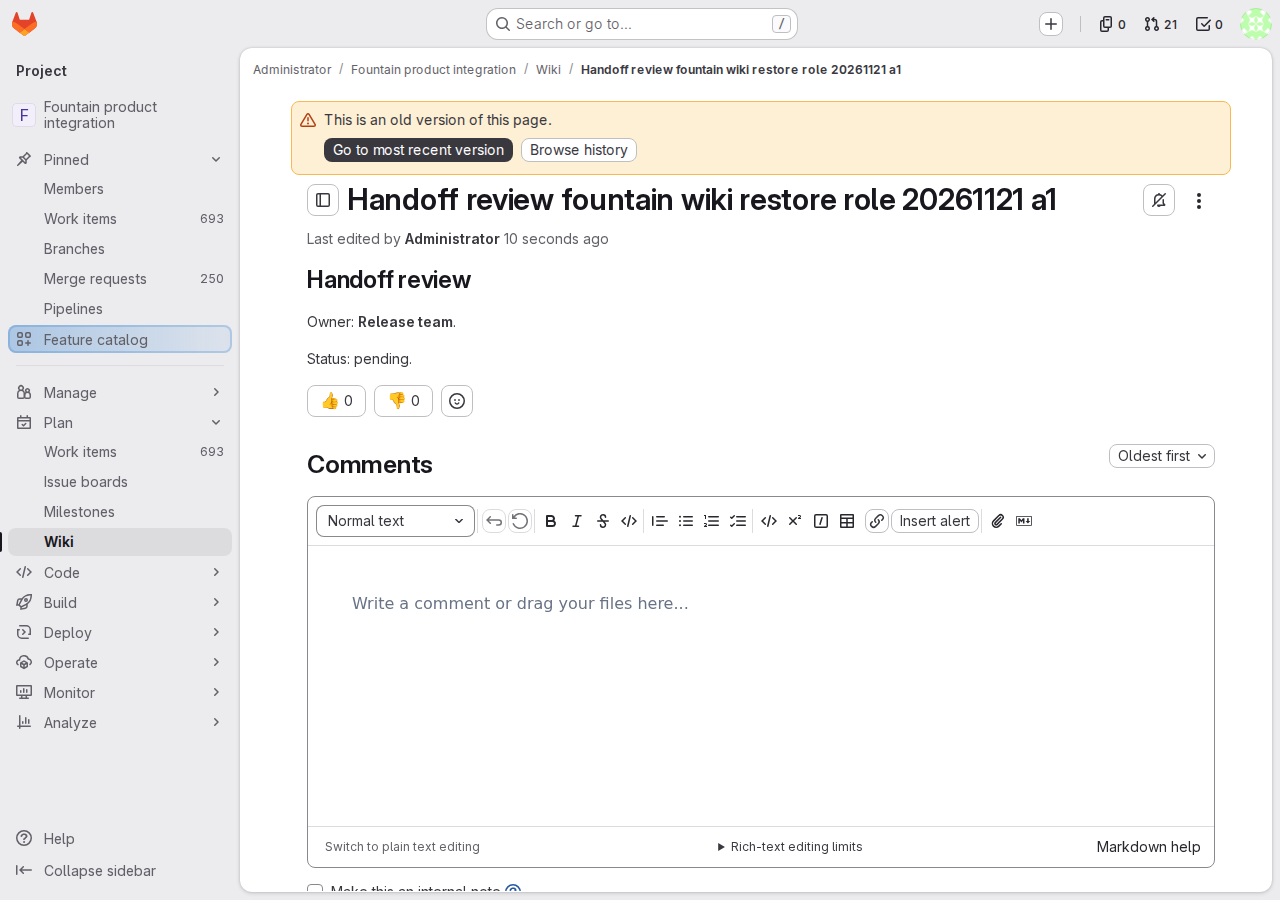 Search or go to...
/
0
21
0
Project
F
Fountain product
integration
Pinned
Members
Work items 693
Branches
Merge requests 250
Pipelines
Feature catalog
Manage
Plan
Work items 693
Issue boards
Milestones
Wiki
Code
Build
Deploy
Operate
Monitor
Analyze
Help
Collapse sidebar
Administrator / Fountain product integration / Wiki / Handoff review fountain wiki restore role 20261121 a1
This is an old version of this page.
Go to most recent version Browse history
Handoff review fountain wiki restore role 20261121 a1
Last edited by Administrator 10 seconds ago
Handoff review
Owner: Release team.
Status: pending.
👍 0 👎 0
Comments
Oldest first
Normal text
Insert alert
Write a comment or drag your files here…
Switch to plain text editing
Rich-text editing limits
Markdown help
Make this an internal note